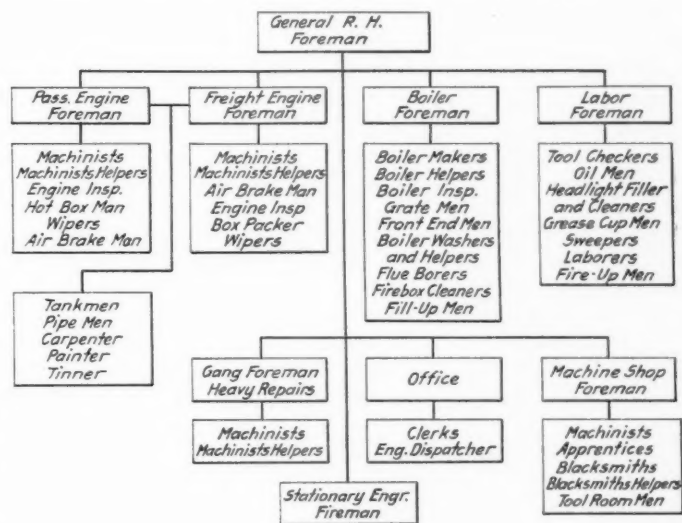 General R. H.
Foreman
Pass. Engine
Foreman
Freight Engine
Foreman
Boiler
Foreman
Labor
Foreman
Machinists
Machinists Helpers
Engine Insp.
Hot Box Man
Wipers
Air Brake Man
Machinists
Machinists Helpers
Air Brake Man
Engine Insp
Box Packer
Wipers
Boiler Makers
Boiler Helpers
Boiler Insp.
Grate Men
Front End Men
Boiler Washers
and Helpers
Flue Borers
Firebox Cleaners
Fill-Up Men
Tool Checkers
Oil Men
Headlight Filler
and Cleaners
Grease Cup Men
Sweepers
Laborers
Fire-Up Men
Tankmen
Pipe Men
Carpenter
Painter
Tinner
Gang Foreman
Heavy Repairs
Office
Machine Shop
Foreman
Machinists
Machinists Helpers
Clerks
Eng. Dispatcher
Machinists
Apprentices
Blacksmiths
Blacksmiths Helpers
Tool Room Men
Stationary Engr.
Fireman